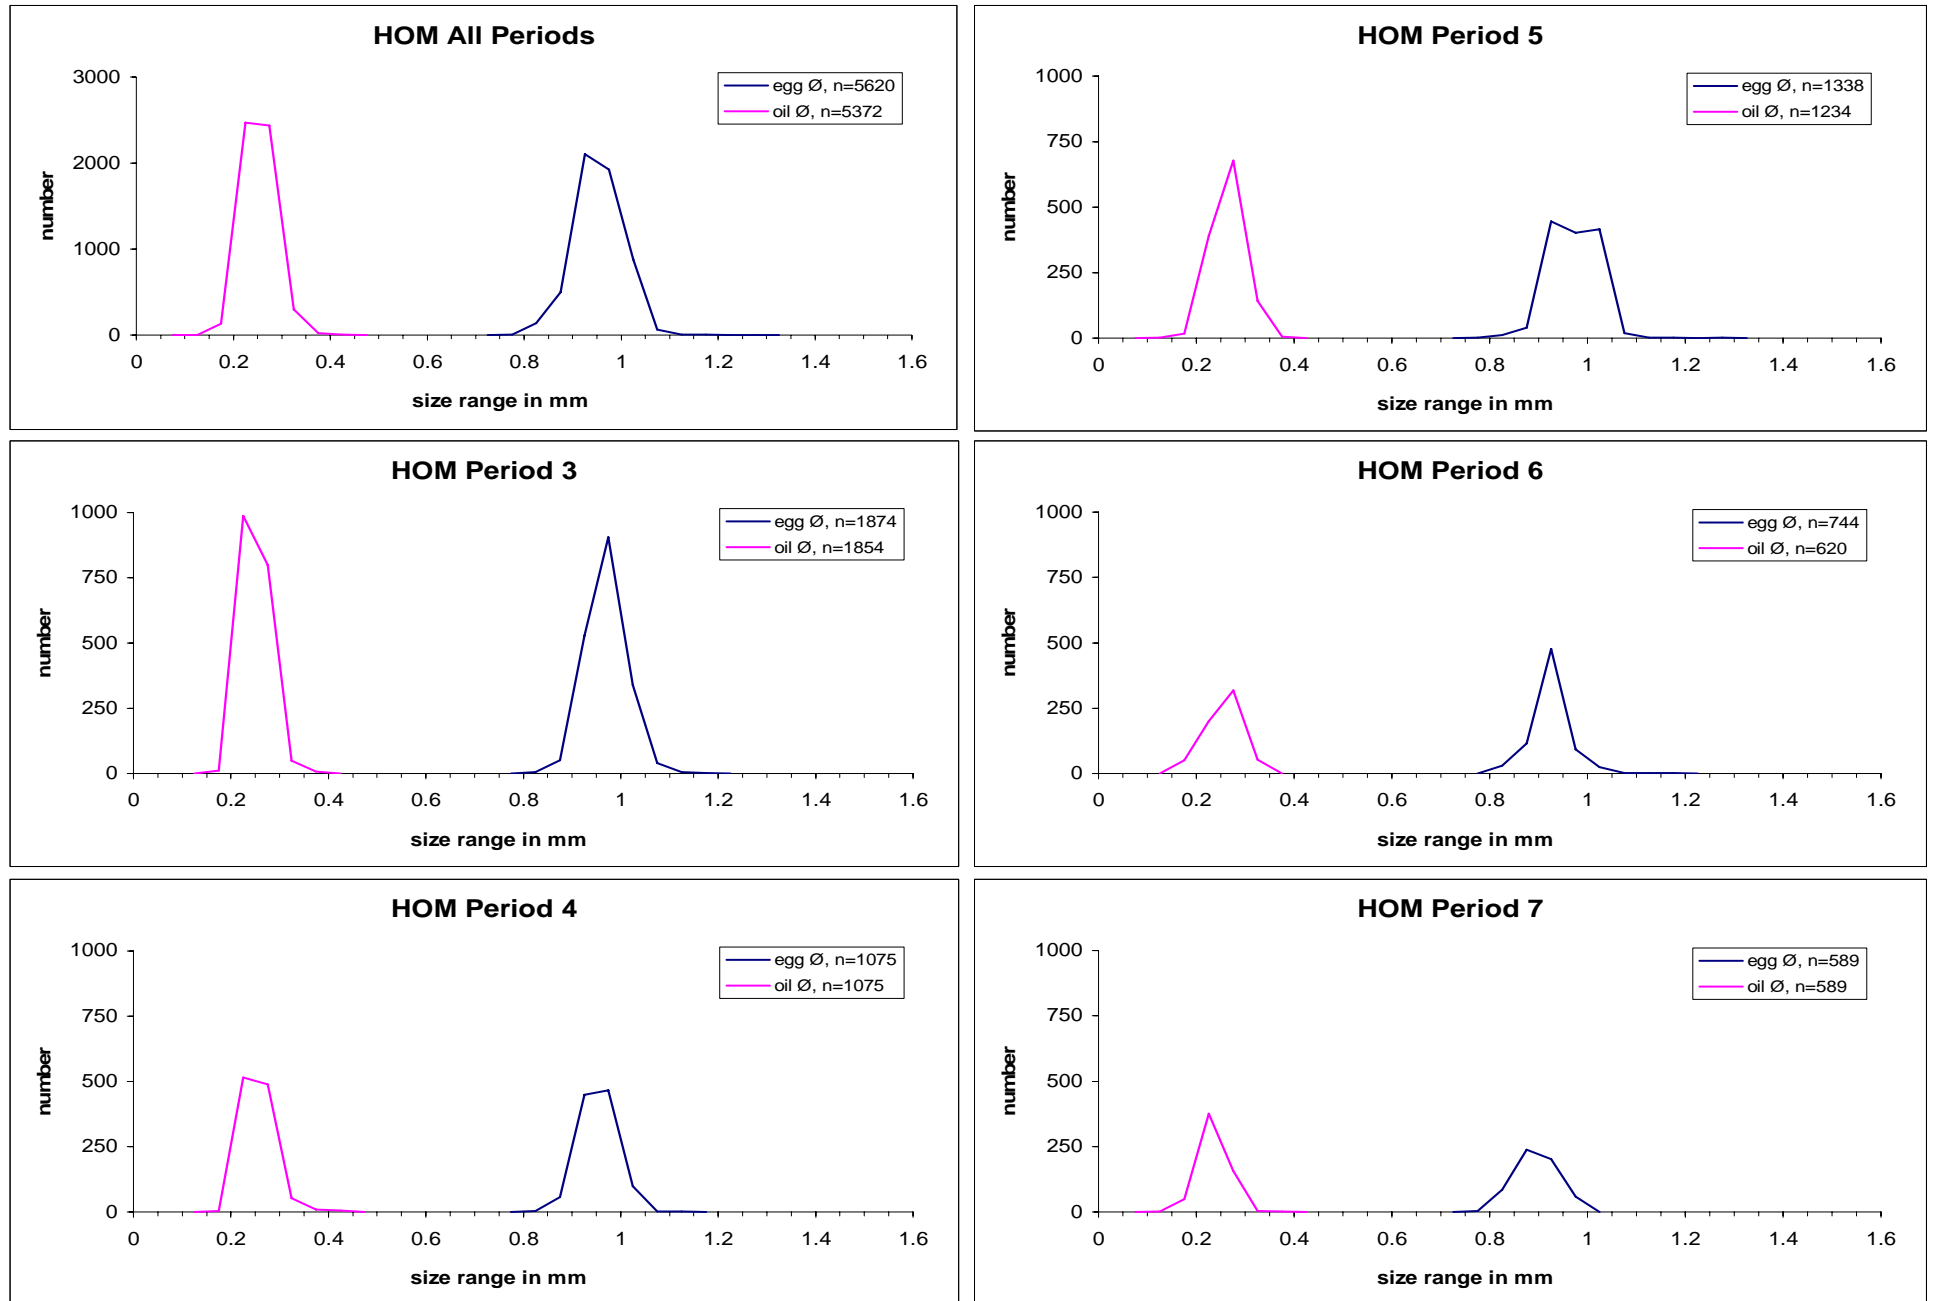 HOM All Periods
3000
2000
1000
0
number
egg Ø, n=5620
oil Ø, n=5372
0 0.2 0.4 0.6 0.8 1 1.2 1.4 1.6
size range in mm
HOM Period 5
1000
750
500
250
0
number
egg Ø, n=1338
oil Ø, n=1234
0 0.2 0.4 0.6 0.8 1 1.2 1.4 1.6
size range in mm
HOM Period 3
1000
750
500
250
0
number
egg Ø, n=1874
oil Ø, n=1854
0 0.2 0.4 0.6 0.8 1 1.2 1.4 1.6
size range in mm
HOM Period 6
1000
750
500
250
0
number
egg Ø, n=744
oil Ø, n=620
0 0.2 0.4 0.6 0.8 1 1.2 1.4 1.6
size range in mm
HOM Period 4
1000
750
500
250
0
number
egg Ø, n=1075
oil Ø, n=1075
0 0.2 0.4 0.6 0.8 1 1.2 1.4 1.6
size range in mm
HOM Period 7
1000
750
500
250
0
number
egg Ø, n=589
oil Ø, n=589
0 0.2 0.4 0.6 0.8 1 1.2 1.4 1.6
size range in mm